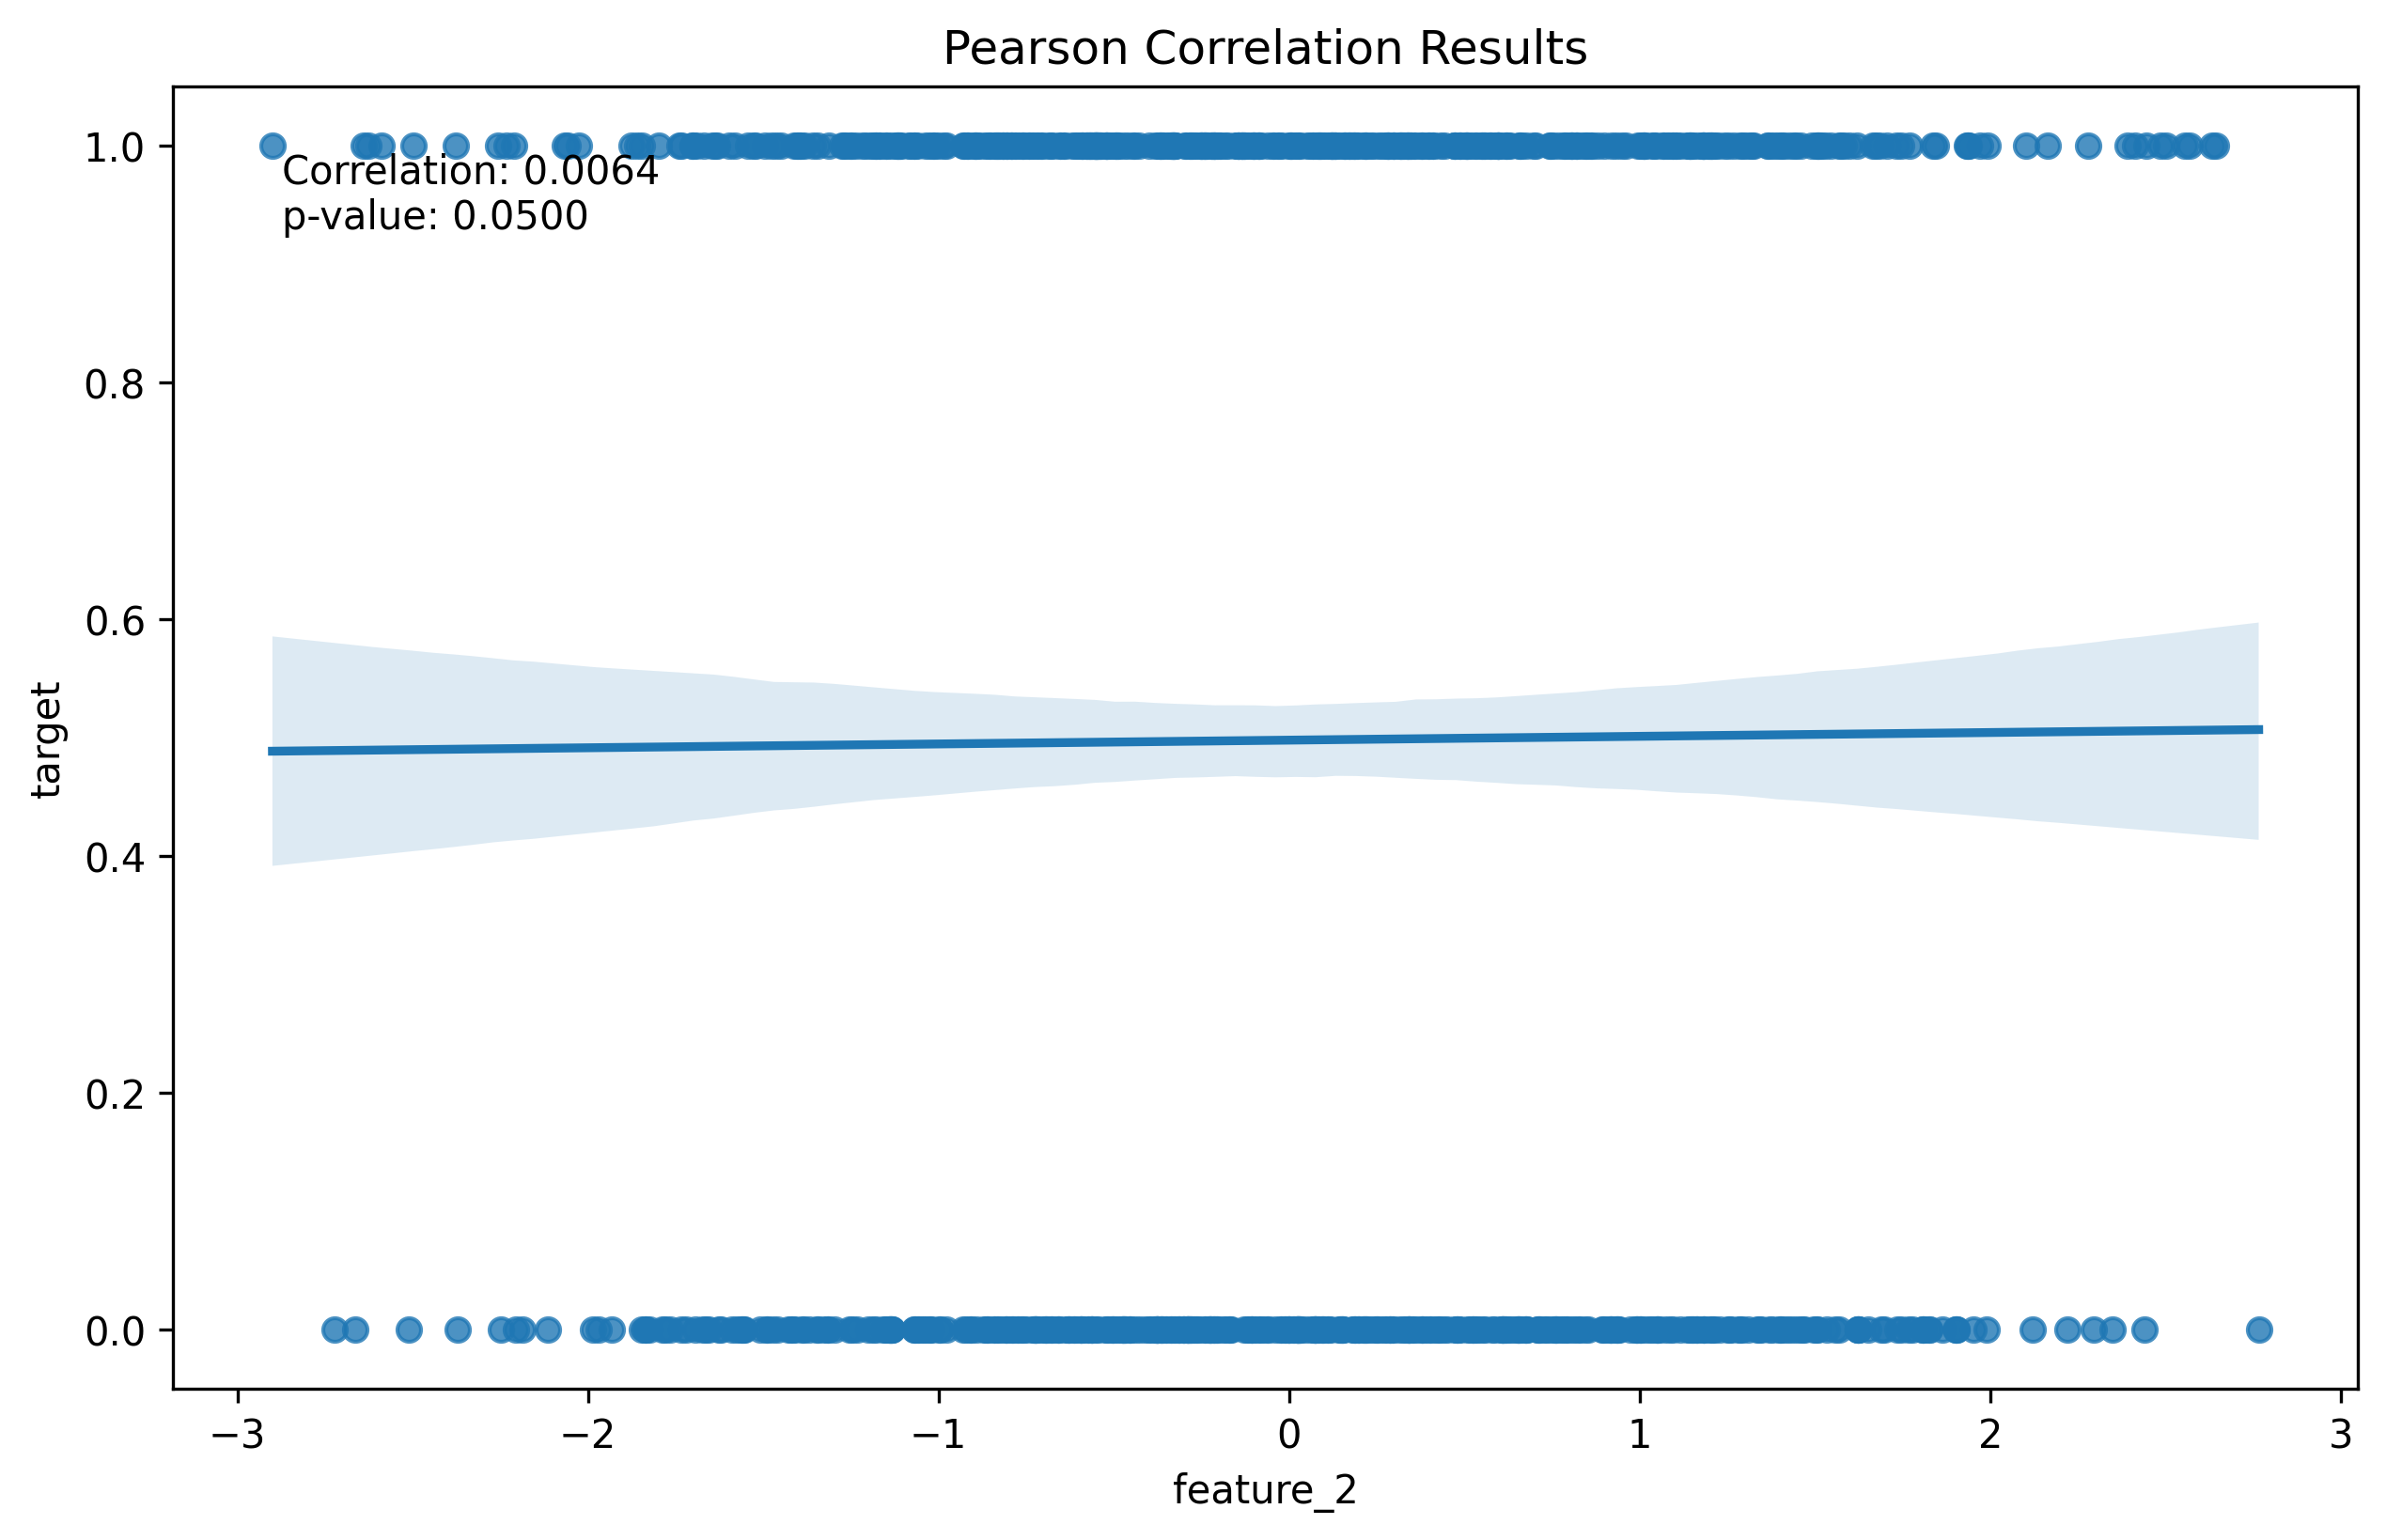 Pearson Correlation Results
1.0
Correlation: 0.0064
p-value: 0.0500
0.8
0.6
target
0.4
0.2
0.0
−3 −2 −1 0 1 2 3
feature_2